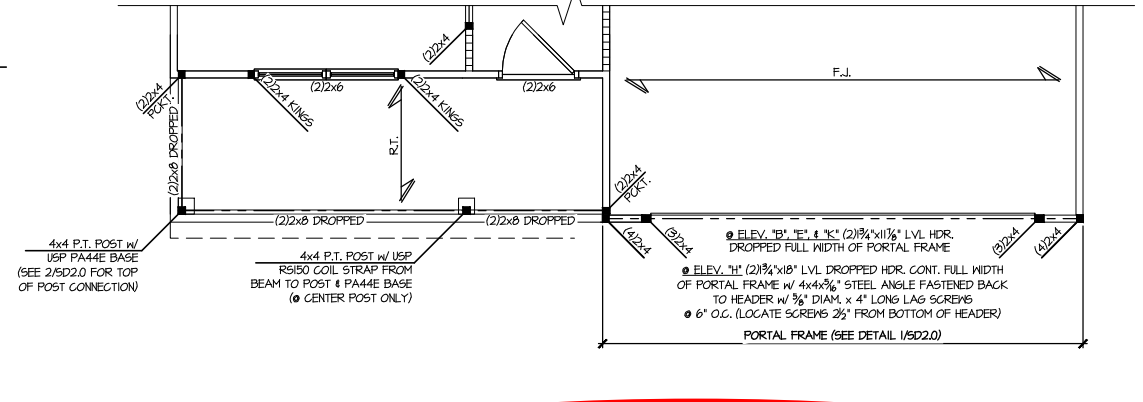 (2)2x4
F.J.
(2)2x4
PCKT.
(2)2x4 KINGS
(2)2x6
(2)2x4 KINGS
(2)2x6
R.T.
(2)2x8 DROPPED
(2)2x4
PCKT.
(2)2x8 DROPPED
(2)2x8 DROPPED
(4)2x4
(3)2x4
(3)2x4
(4)2x4
4x4 P.T. POST w/
USP PA44E BASE
(SEE 2/SD2.0 FOR TOP
OF POST CONNECTION)
4x4 P.T. POST w/ USP
RS150 COIL STRAP FROM
BEAM TO POST & PA44E BASE
(@ CENTER POST ONLY)
@ ELEV. "B", "E", & "K" (2)1¾"x11⅞" LVL HDR.
DROPPED FULL WIDTH OF PORTAL FRAME
@ ELEV. "H" (2)1¾"x18" LVL DROPPED HDR. CONT. FULL WIDTH
OF PORTAL FRAME w/ 4x4x5/16" STEEL ANGLE FASTENED BACK
TO HEADER w/ ⅝" DIAM. x 4" LONG LAG SCREWS
@ 6" O.C. (LOCATE SCREWS 2½" FROM BOTTOM OF HEADER)
PORTAL FRAME (SEE DETAIL 1/SD2.0)